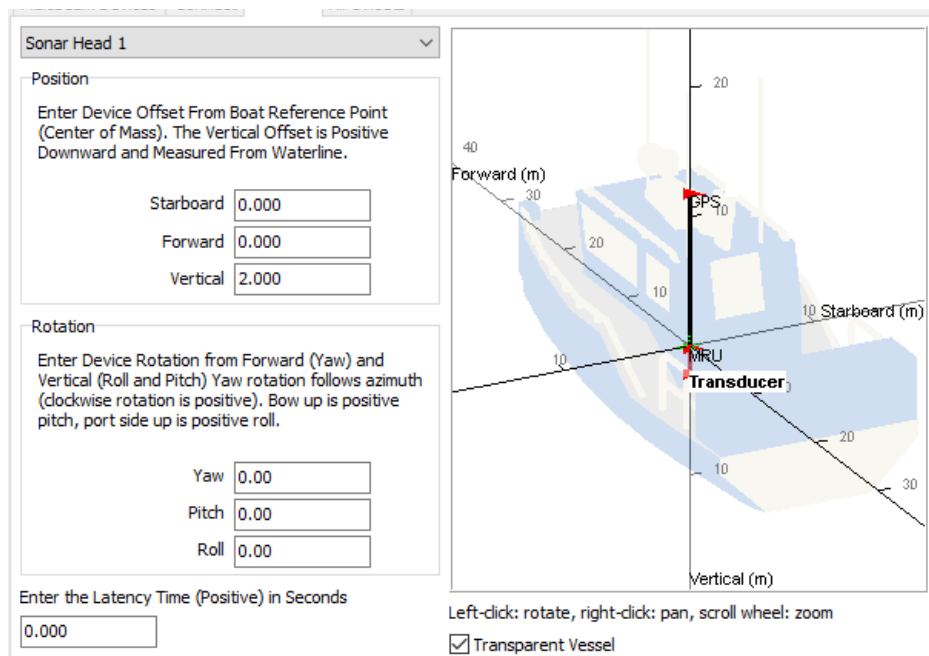 Sonar Head 1
Position
Enter Device Offset From Boat Reference Point
(Center of Mass). The Vertical Offset is Positive
Downward and Measured From Waterline.
Starboard 0.000
Forward 0.000
Vertical 2.000
Rotation
Enter Device Rotation from Forward (Yaw) and
Vertical (Roll and Pitch) Yaw rotation follows azimuth
(clockwise rotation is positive). Bow up is positive
pitch, port side up is positive roll.
Yaw 0.00
Pitch 0.00
Roll 0.00
Enter the Latency Time (Positive) in Seconds
0.000
20
40
Forward (m)
30
GPS
10
20
10
10
Starboard (m)
10
MRU
Transducer
20
10
30
Vertical (m)
Left-click: rotate, right-click: pan, scroll wheel: zoom
Transparent Vessel